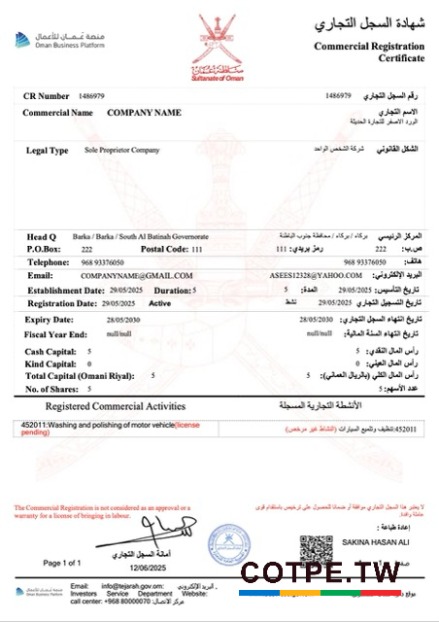 منصة عُمان للأعمال
Oman Business Platform
سلطنة عمان
Sultanate of Oman
شهادة السجل التجاري
Commercial Registration
Certificate
CR Number 1486979
1486979 رقم السجل التجاري
Commercial Name COMPANY NAME
الاسم التجاري
الورد الاصفر للتجارة الحديثة
Legal Type Sole Proprietor Company
شركة الشخص الواحد الشكل القانوني
Head Q Barka / Barka / South Al Batinah Governorate
بركاء / بركاء / محافظة جنوب الباطنة المركز الرئيسي
P.O.Box: 222 Postal Code: 111
رمز بريدي: 111 222 ص.ب:
Telephone: 968 93376050
968 93376050 هاتف:
Email: COMPANYNAME@GMAIL.COM
ASEES12328@YAHOO.COM البريد الإلكتروني:
Establishment Date: 29/05/2025 Duration: 5
5 المدة: 29/05/2025 تاريخ التأسيس:
Registration Date: 29/05/2025 Active
نشط 29/05/2025 تاريخ التسجيل التجاري
Expiry Date: 28/05/2030
28/05/2030 تاريخ انتهاء السجل التجاري:
Fiscal Year End: null/null
null/null تاريخ انتهاء السنة المالية:
Cash Capital: 5
5 رأس المال النقدي:
Kind Capital: 0
0 رأس المال العيني:
Total Capital (Omani Riyal): 5
5 رأس المال الكلي (بالريال العماني):
No. of Shares: 5
5 عدد الأسهم:
Registered Commercial Activities
الأنشطة التجارية المسجلة
452011:Washing and polishing of motor vehicle(license
pending)
452011:تنظيف وتلميع السيارات (النشاط غير مرخص)
The Commercial Registration is not considered as an approval or a
warranty for a license of bringing in labour.
لا يعتبر هذا السجل التجاري موافقة أو ضمانا للحصول على ترخيص باستقدام قوى
عاملة وافدة.
إعادة طباعة :
SAKINA HASAN ALI
أمانة السجل التجاري
12/06/2025
Page 1 of 1
Oman Business Platform
Email: info@tejarah.gov.om: البريد الإلكتروني ,
Investors Service Department Website:
call center: +968 80000070 مركز الاتصال:
COTPE.TW